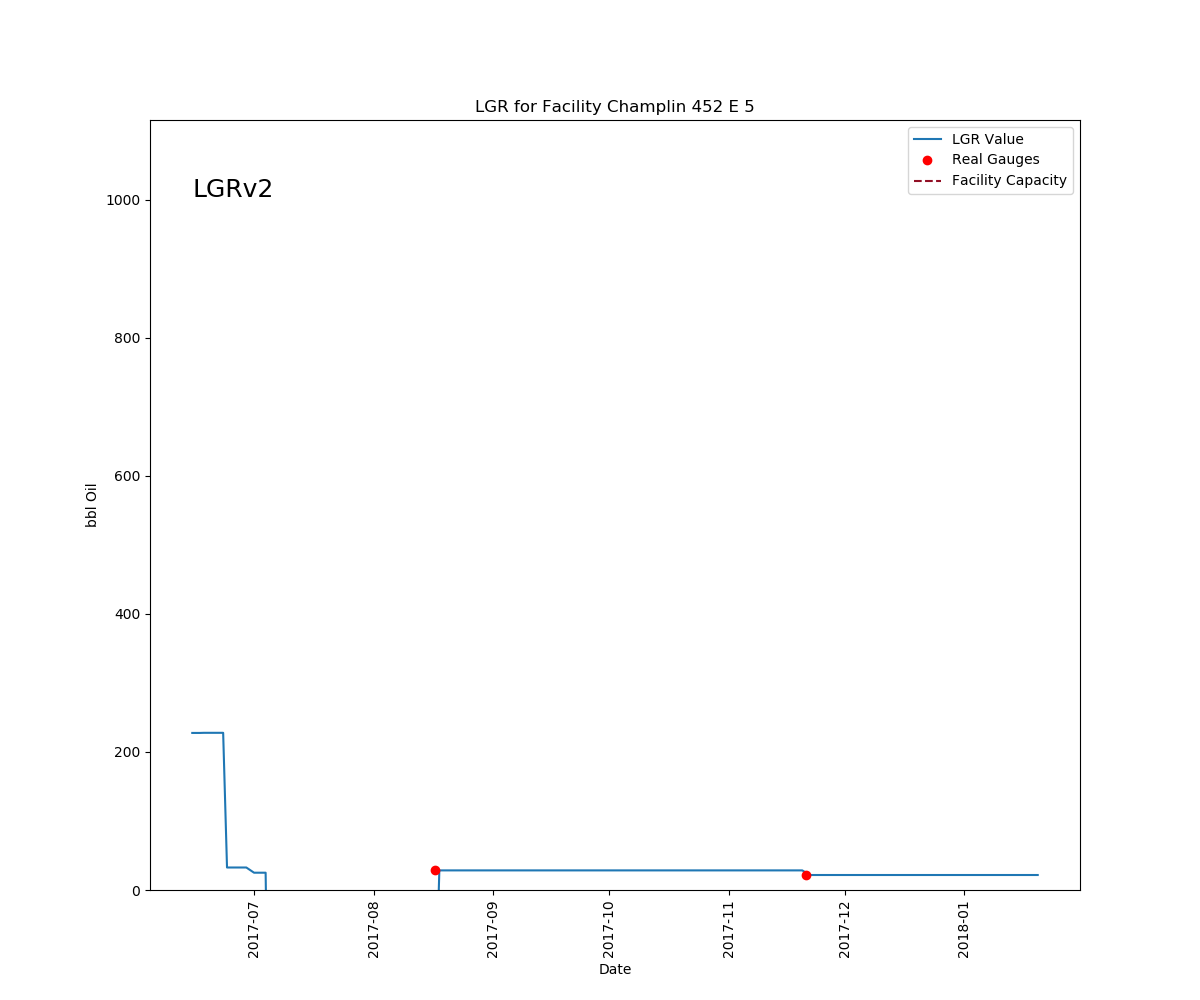 LGR for Facility Champlin 452 E 5
LGR Value
Real Gauges
Facility Capacity
LGRv2
1000
800
600
400
200
0
bbl Oil
2017-07
2017-08
2017-09
2017-10
2017-11
2017-12
2018-01
Date